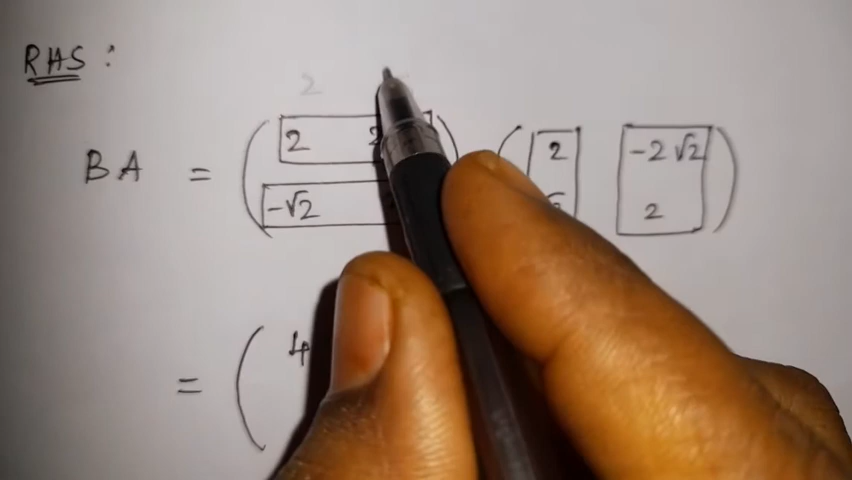 RHS :
2
BA = ( 2 2 ) ( 2 -2√2 )
-√2 2
= ( 4